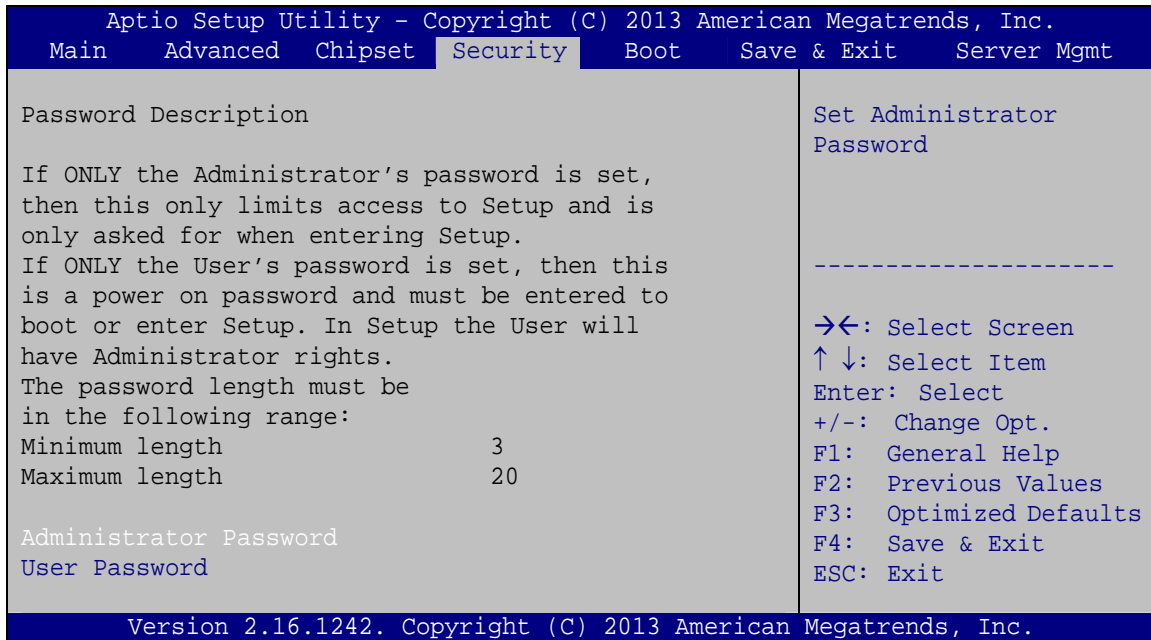 Aptio Setup Utility – Copyright (C) 2013 American Megatrends, Inc.
Main Advanced Chipset Security Boot Save & Exit Server Mgmt
Password Description
If ONLY the Administrator’s password is set,
then this only limits access to Setup and is
only asked for when entering Setup.
If ONLY the User’s password is set, then this
is a power on password and must be entered to
boot or enter Setup. In Setup the User will
have Administrator rights.
The password length must be
in the following range:
Minimum length 3
Maximum length 20
Administrator Password
User Password
Set Administrator
Password
---------------------
→←: Select Screen
↑ ↓: Select Item
Enter: Select
+/-: Change Opt.
F1: General Help
F2: Previous Values
F3: Optimized Defaults
F4: Save & Exit
ESC: Exit
Version 2.16.1242. Copyright (C) 2013 American Megatrends, Inc.